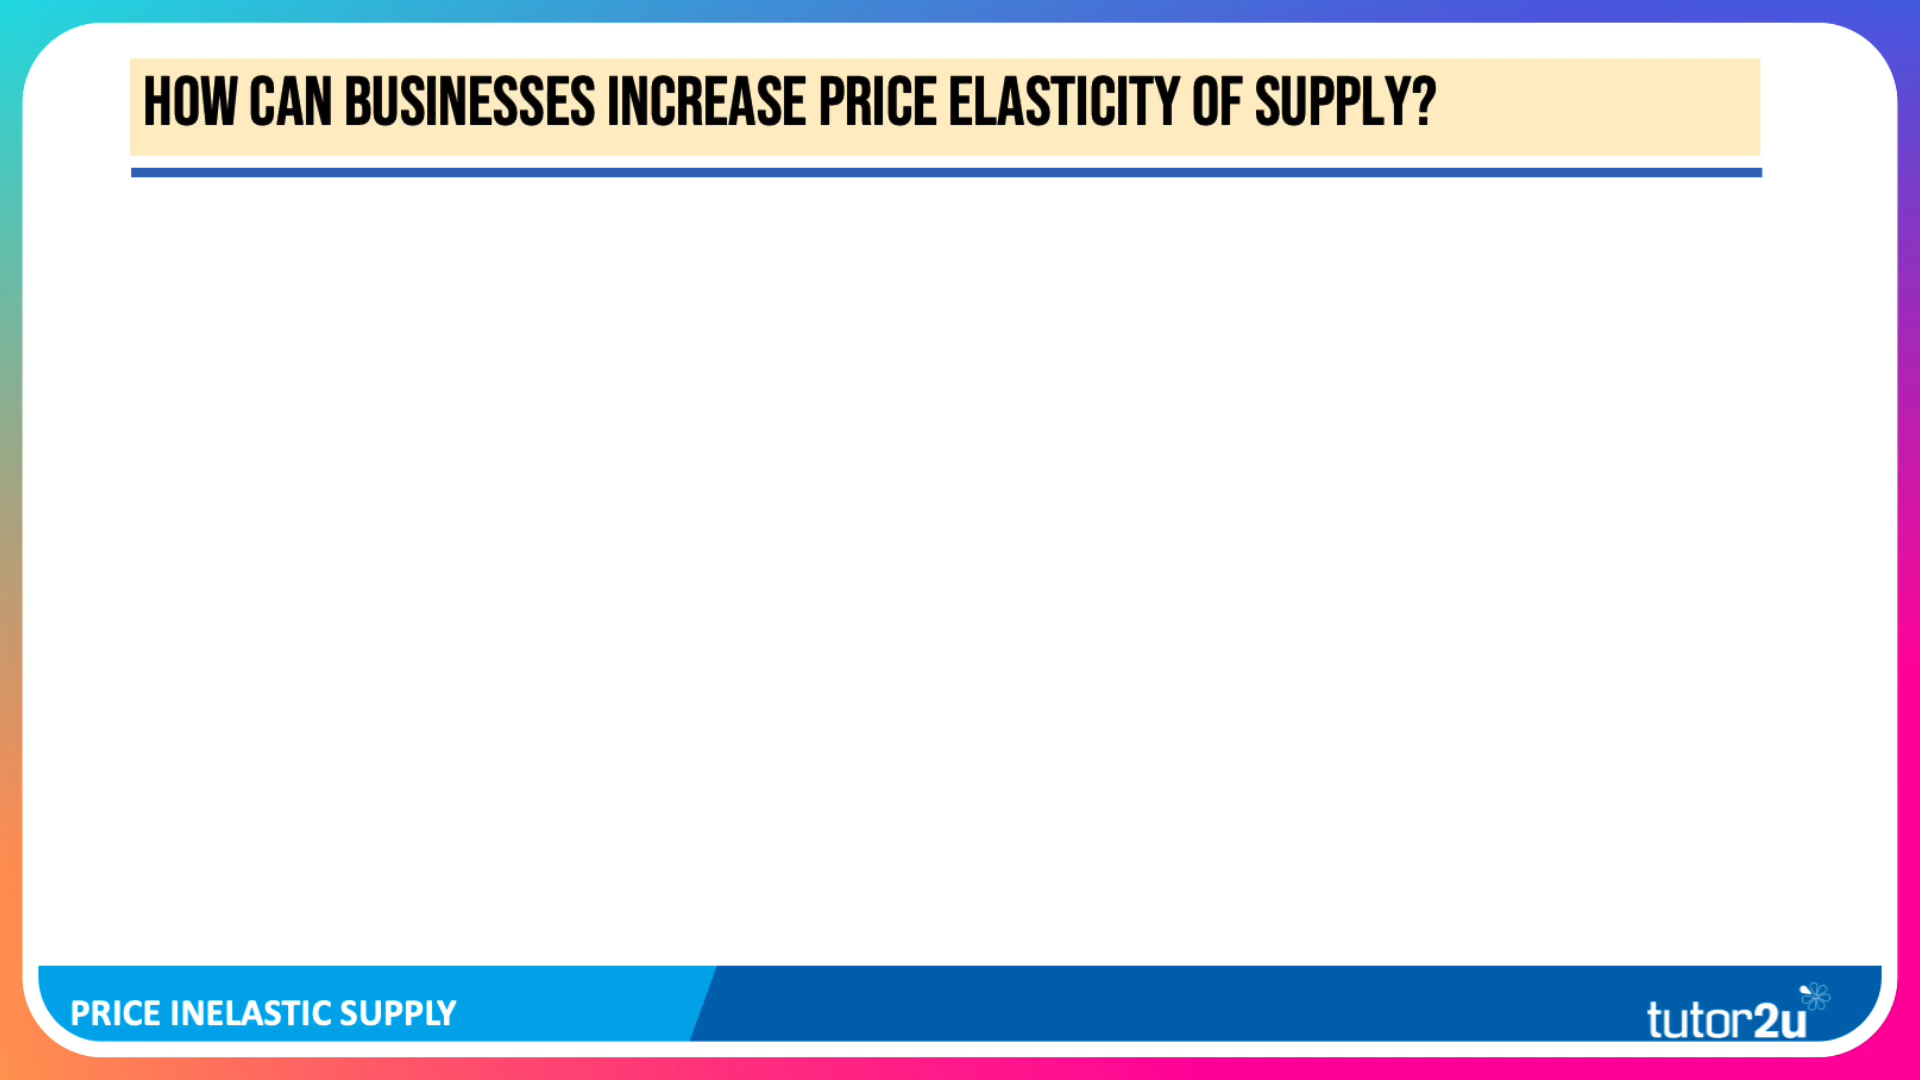 HOW CAN BUSINESSES INCREASE PRICE ELASTICITY OF SUPPLY?
PRICE INELASTIC SUPPLY
tutor2u